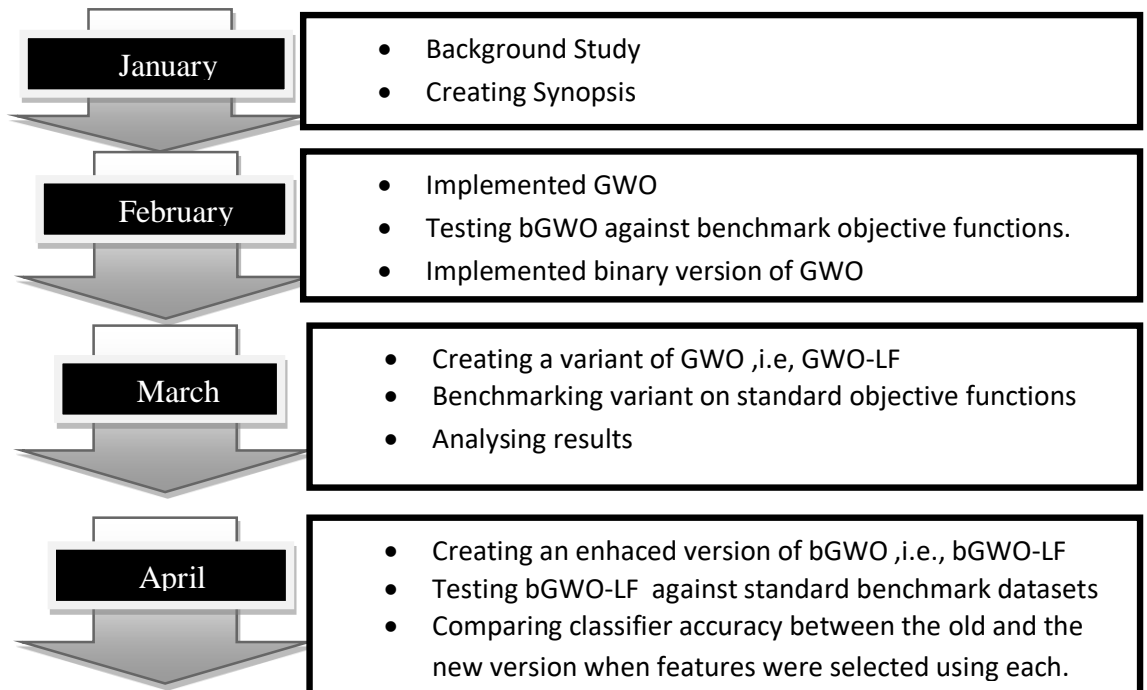 January
• Background Study
• Creating Synopsis
February
• Implemented GWO
• Testing bGWO against benchmark objective functions.
• Implemented binary version of GWO
March
• Creating a variant of GWO ,i.e, GWO-LF
• Benchmarking variant on standard objective functions
• Analysing results
April
• Creating an enhaced version of bGWO ,i.e., bGWO-LF
• Testing bGWO-LF against standard benchmark datasets
• Comparing classifier accuracy between the old and the
new version when features were selected using each.